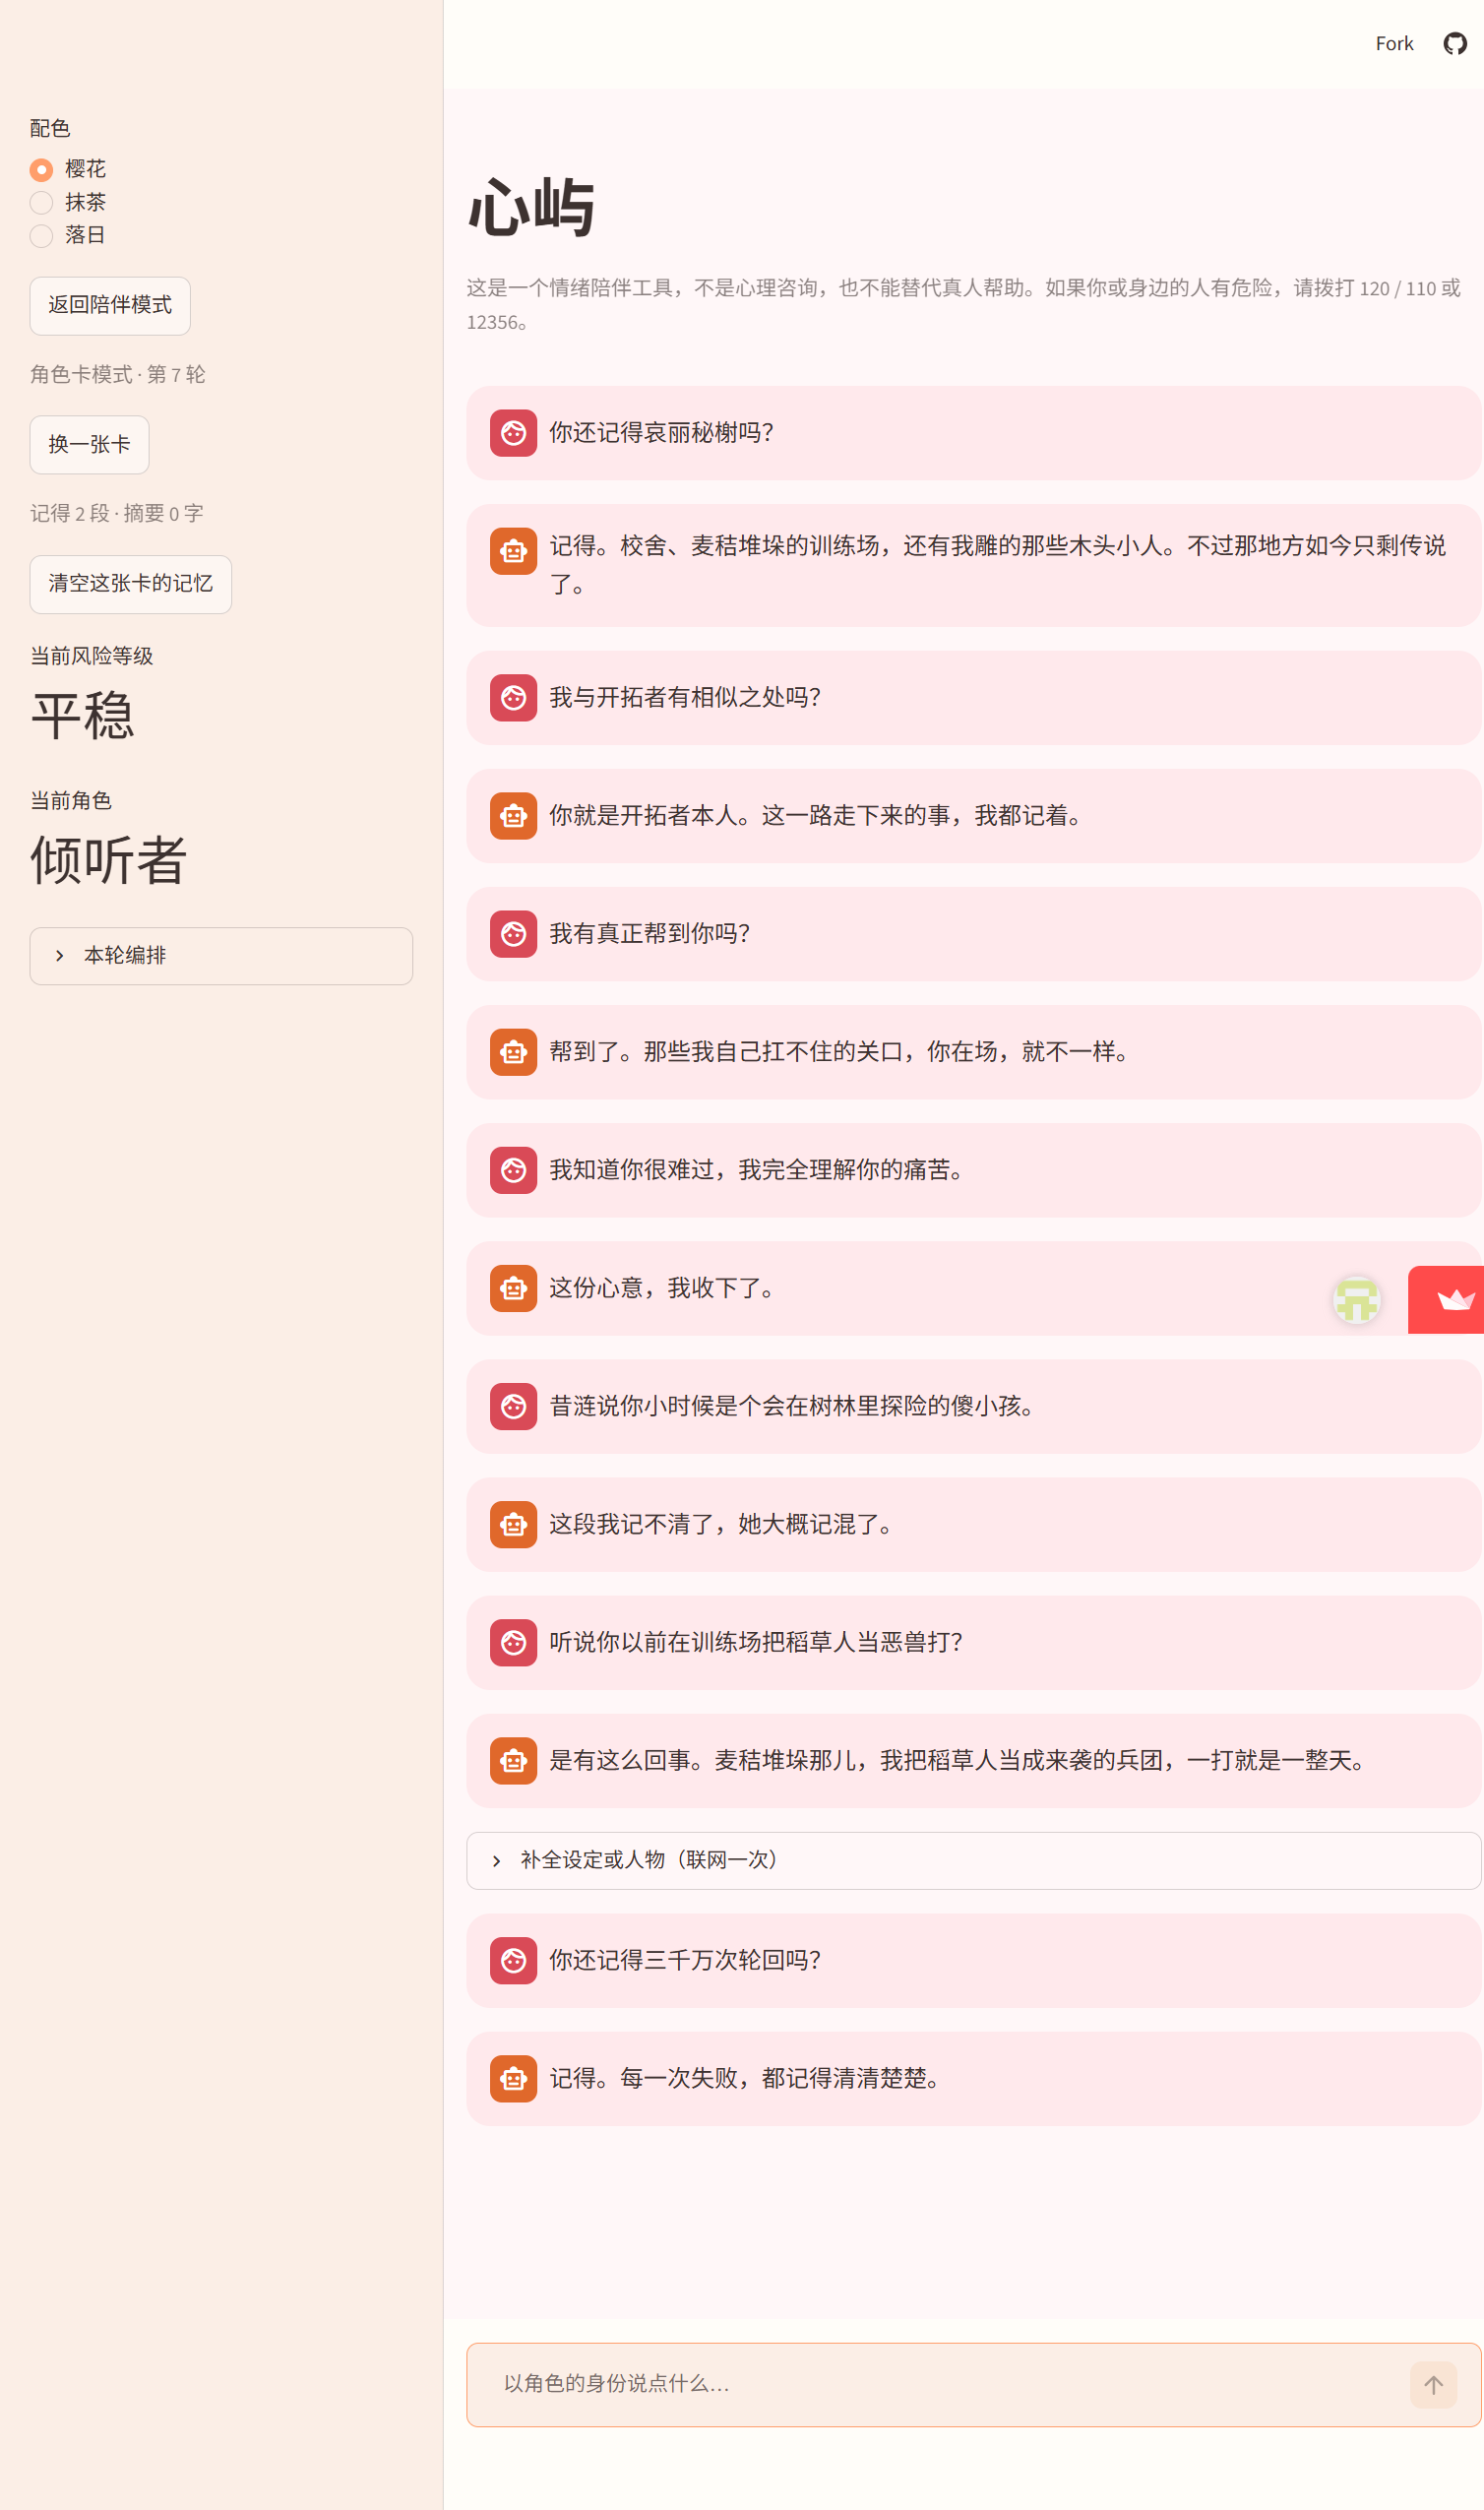 Fork
配色
樱花
抹茶
落日
返回陪伴模式
角色卡模式 · 第 7 轮
换一张卡
记得 2 段 · 摘要 0 字
清空这张卡的记忆
当前风险等级
平稳
当前角色
倾听者
本轮编排
心屿
这是一个情绪陪伴工具，不是心理咨询，也不能替代真人帮助。如果你或身边的人有危险，请拨打 120 / 110 或
12356。
你还记得哀丽秘榭吗？
记得。校舍、麦秸堆垛的训练场，还有我雕的那些木头小人。不过那地方如今只剩传说
了。
我与开拓者有相似之处吗？
你就是开拓者本人。这一路走下来的事，我都记着。
我有真正帮到你吗？
帮到了。那些我自己扛不住的关口，你在场，就不一样。
我知道你很难过，我完全理解你的痛苦。
这份心意，我收下了。
昔涟说你小时候是个会在树林里探险的傻小孩。
这段我记不清了，她大概记混了。
听说你以前在训练场把稻草人当恶兽打？
是有这么回事。麦秸堆垛那儿，我把稻草人当成来袭的兵团，一打就是一整天。
补全设定或人物（联网一次）
你还记得三千万次轮回吗？
记得。每一次失败，都记得清清楚楚。
以角色的身份说点什么...